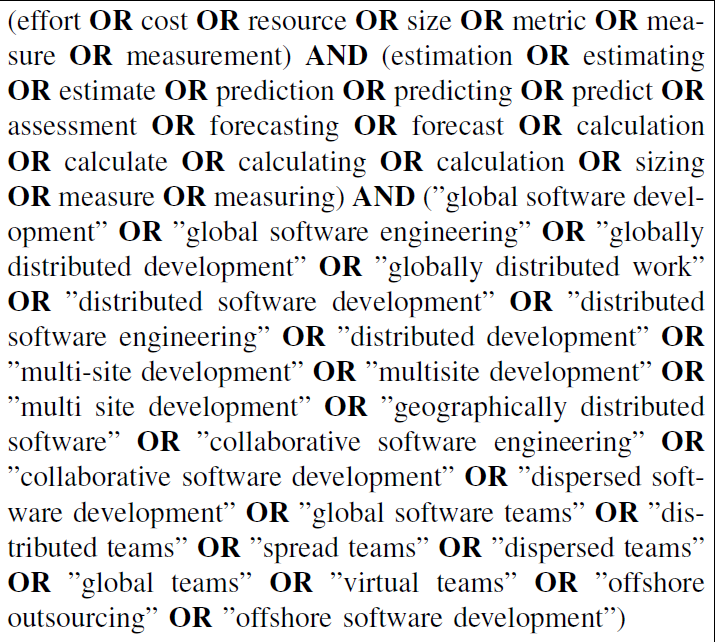 (effort OR cost OR resource OR size OR metric OR mea-
sure OR measurement) AND (estimation OR estimating
OR estimate OR prediction OR predicting OR predict OR
assessment OR forecasting OR forecast OR calculation
OR calculate OR calculating OR calculation OR sizing
OR measure OR measuring) AND (”global software devel-
opment” OR ”global software engineering” OR ”globally
distributed development” OR ”globally distributed work”
OR ”distributed software development” OR ”distributed
software engineering” OR ”distributed development” OR
”multi-site development” OR ”multisite development” OR
”multi site development” OR ”geographically distributed
software” OR ”collaborative software engineering” OR
”collaborative software development” OR ”dispersed soft-
ware development” OR ”global software teams” OR ”dis-
tributed teams” OR ”spread teams” OR ”dispersed teams”
OR ”global teams” OR ”virtual teams” OR ”offshore
outsourcing” OR ”offshore software development”)